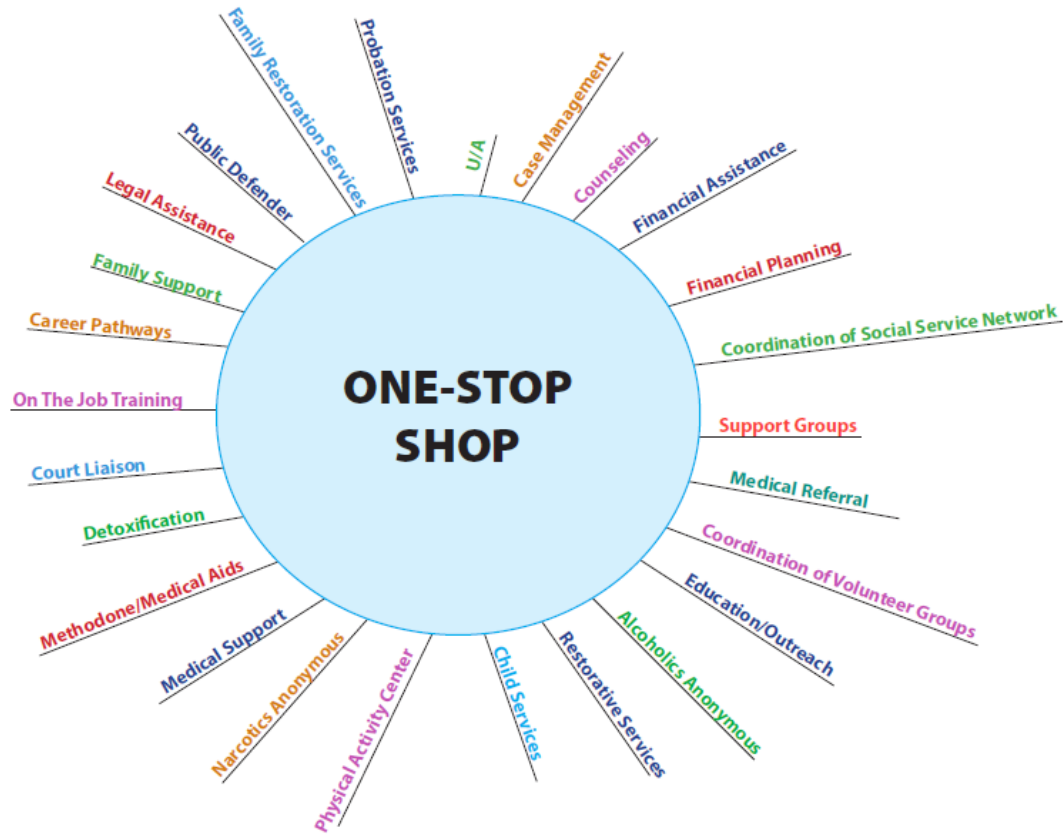 Family Restoration Services
Probation Services
U/A
Case Management
Counseling
Financial Assistance
Financial Planning
Coordination of Social Service Network
Support Groups
Medical Referral
Coordination of Volunteer Groups
Education/Outreach
Alcoholics Anonymous
Restorative Services
Child Services
Physical Activity Center
Narcotics Anonymous
Medical Support
Methodone/Medical Aids
Detoxification
Court Liaison
On The Job Training
Career Pathways
Family Support
Legal Assistance
Public Defender
ONE-STOP
SHOP